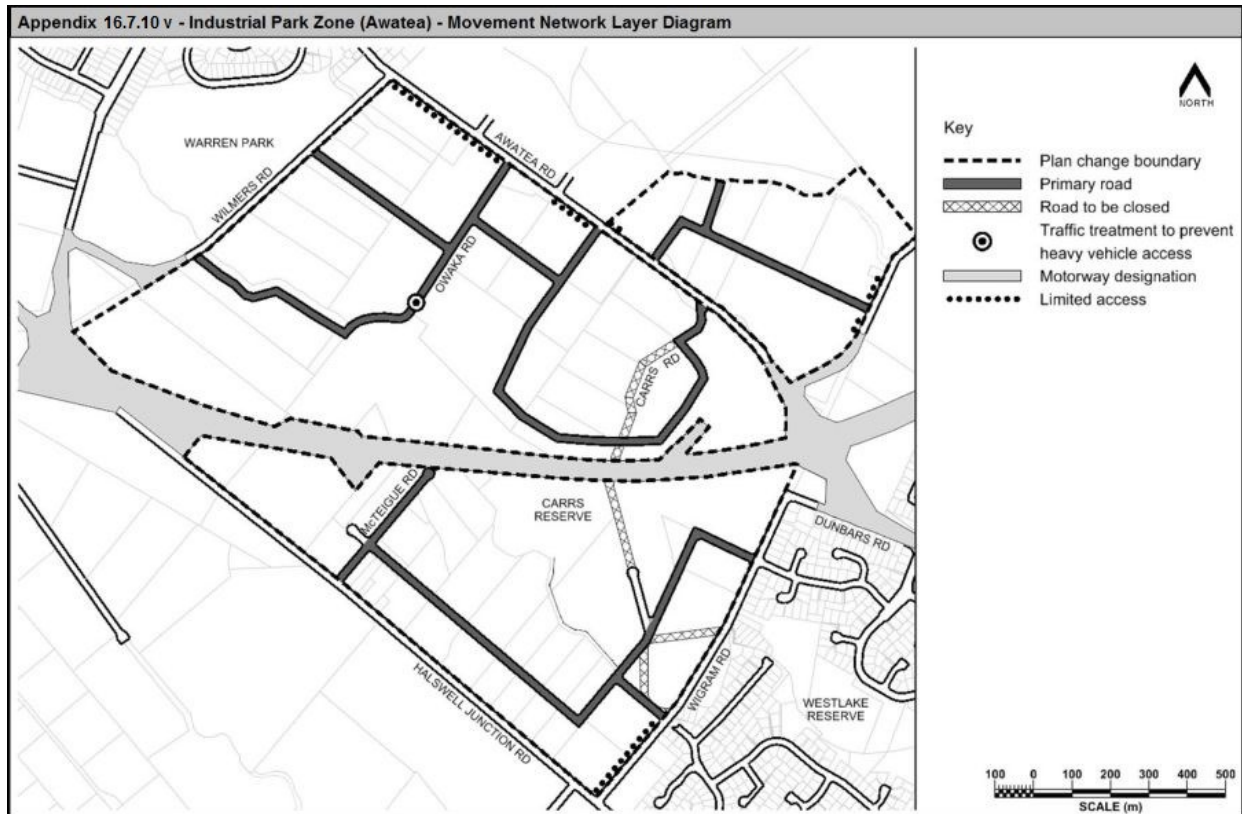 Appendix 16.7.10 v - Industrial Park Zone (Awatea) - Movement Network Layer Diagram
NORTH
WARREN PARK
AWATEA RD
WILMERS RD
OWAKA RD
CARRS RD
McTEIGUE RD
CARRS
RESERVE
DUNBARS RD
HALSWELL JUNCTION RD
WIGRAM RD
WESTLAKE
RESERVE
Key
Plan change boundary
Primary road
Road to be closed
Traffic treatment to prevent
heavy vehicle access
Motorway designation
Limited access
100 0 100 200 300 400 500
SCALE (m)